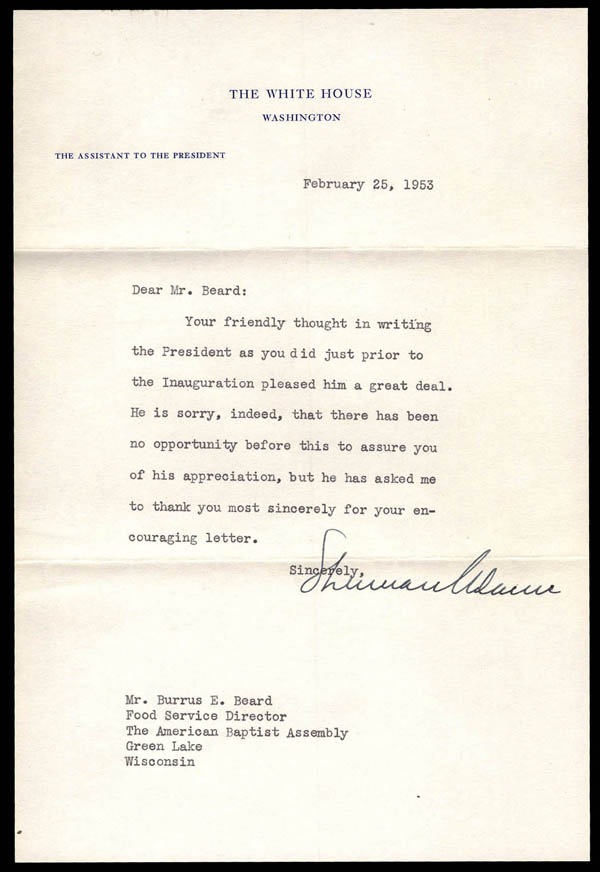 THE WHITE HOUSE
WASHINGTON
THE ASSISTANT TO THE PRESIDENT
February 25, 1953
Dear Mr. Beard:
Your friendly thought in writing
the President as you did just prior to
the Inauguration pleased him a great deal.
He is sorry, indeed, that there has been
no opportunity before this to assure you
of his appreciation, but he has asked me
to thank you most sincerely for your en-
couraging letter.
Sincerely,
Sherman Adams
Mr. Burrus E. Beard
Food Service Director
The American Baptist Assembly
Green Lake
Wisconsin